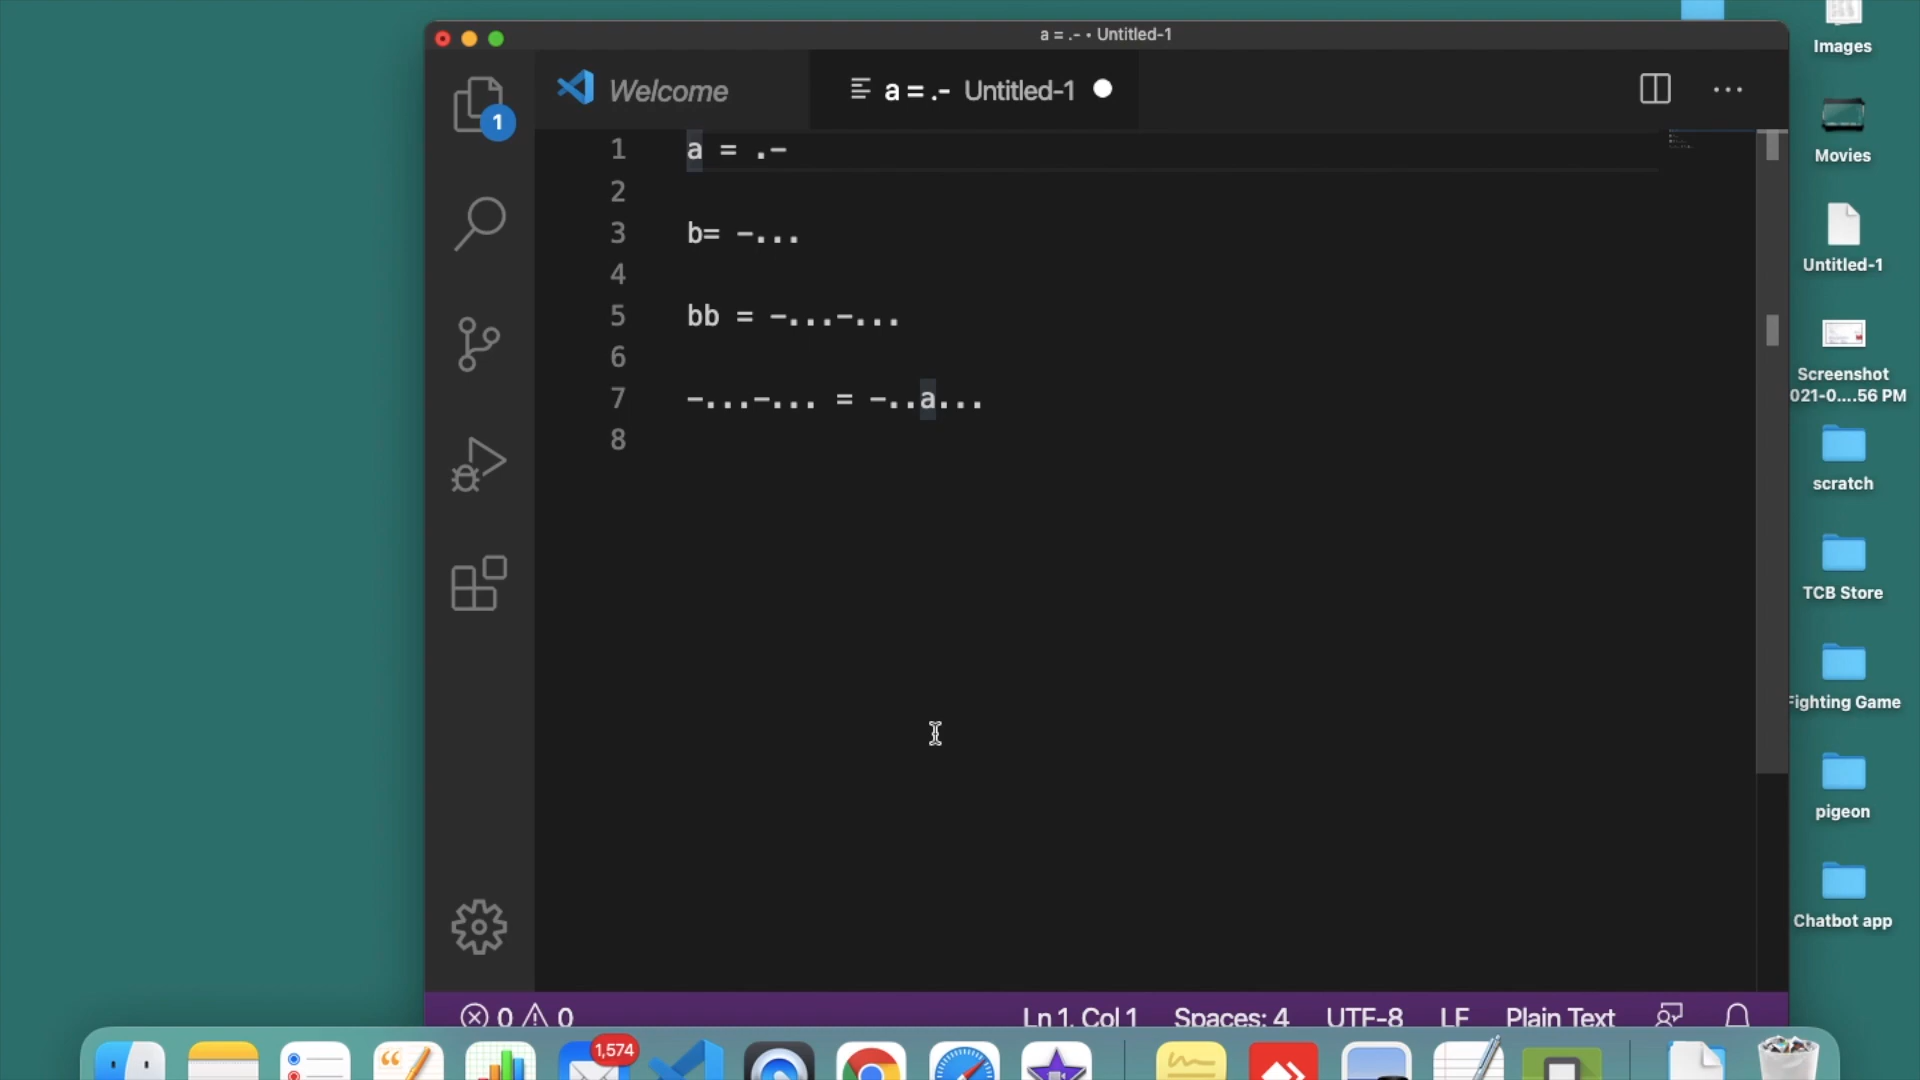 a = .- • Untitled-1
Images
Welcome
a = .- Untitled-1
1
1 a = .-
2
3 b= -...
4
5 bb = -...-...
6
7 -...-... = -..a...
8
Movies
Untitled-1
Screenshot
021-0....56 PM
scratch
TCB Store
Fighting Game
pigeon
Chatbot app
0 0
Ln 1, Col 1 Spaces: 4 UTF-8 LF Plain Text
1,574